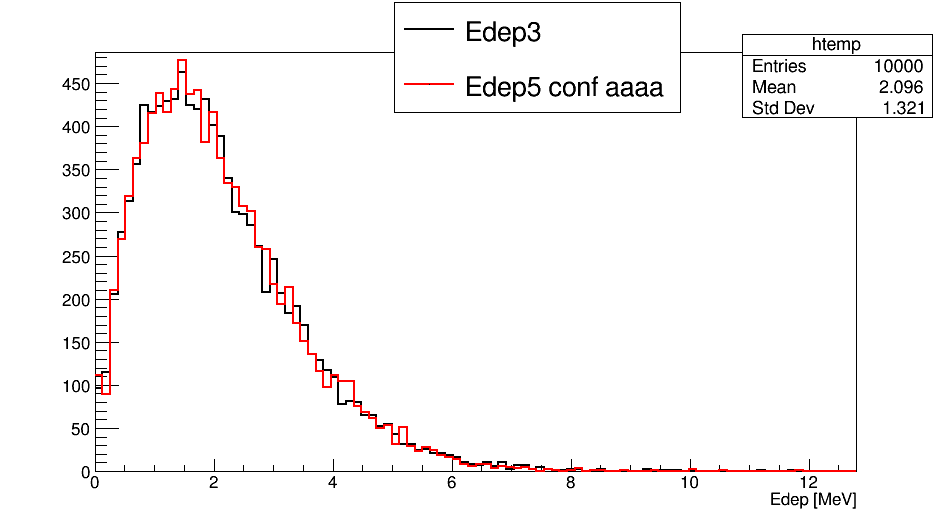 Edep3
Edep5 conf aaaa
htemp
Entries 10000
Mean 2.096
Std Dev 1.321
450
400
350
300
250
200
150
100
50
0
0 2 4 6 8 10 12
Edep [MeV]